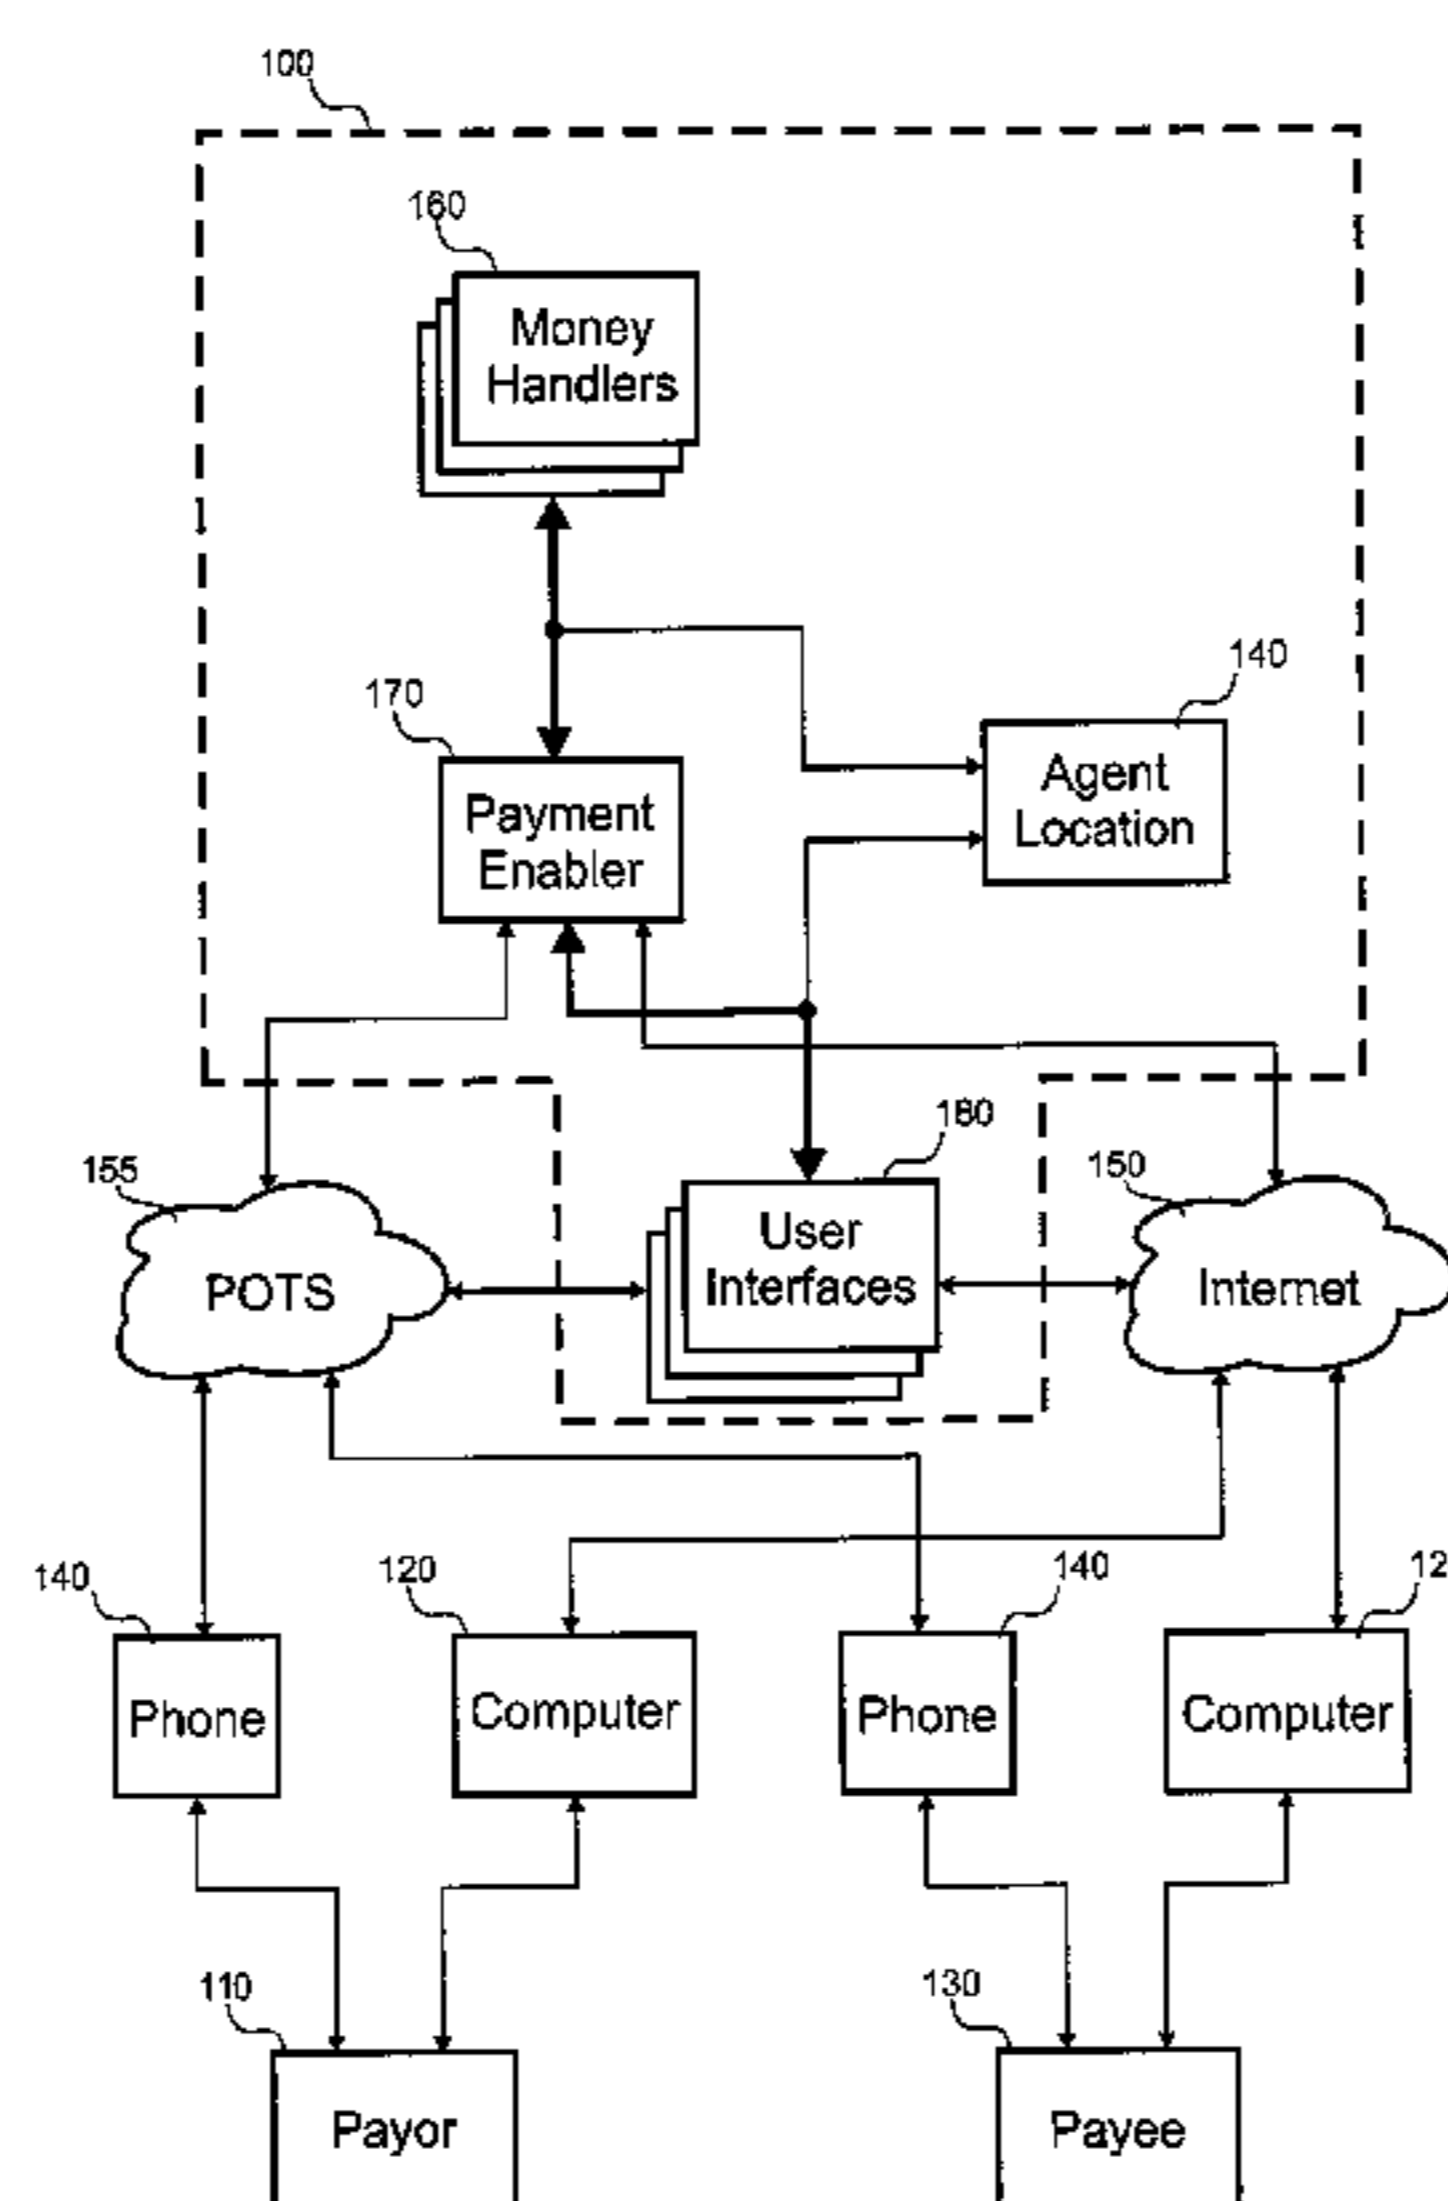 100
160
Money
Handlers
140
170
Agent
Location
Payment
Enabler
180
155
150
User
Interfaces
POTS
Internet
140
120
140
12
Phone
Computer
Phone
Computer
110
130
Payor
Payee